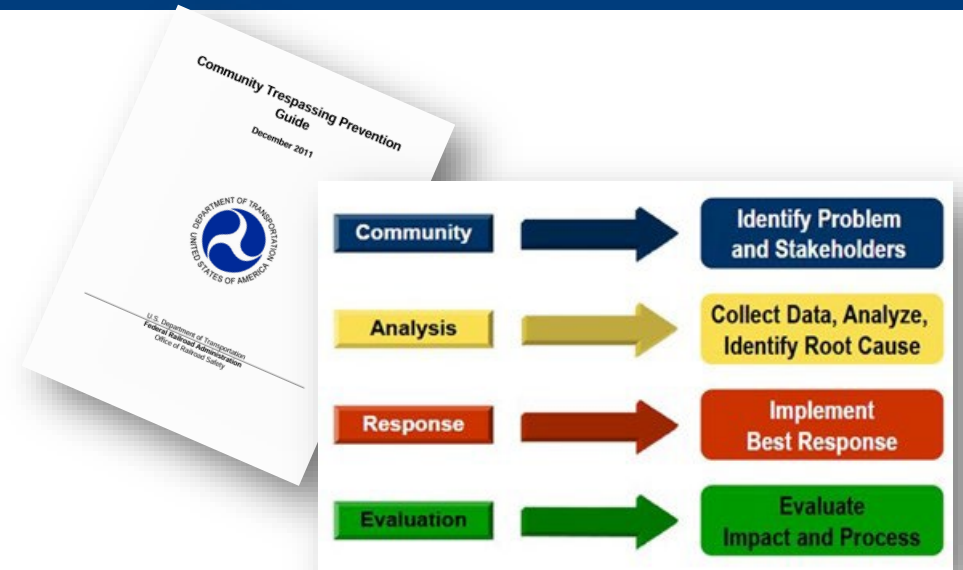 Community Trespassing Prevention
Guide
December 2011
DEPARTMENT OF TRANSPORTATION
UNITED STATES OF AMERICA
U.S. Department of Transportation
Federal Railroad Administration
Office of Railroad Safety
Community
Identify Problem
and Stakeholders
Analysis
Collect Data, Analyze,
Identify Root Cause
Response
Implement
Best Response
Evaluation
Evaluate
Impact and Process